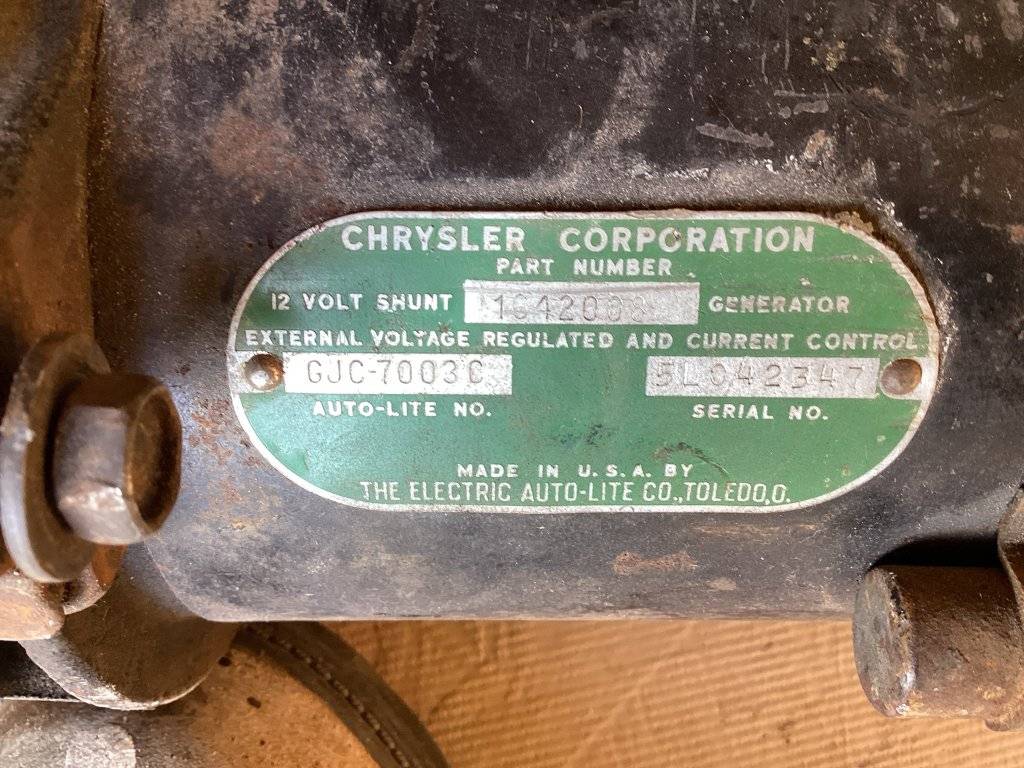 CHRYSLER CORPORATION
PART NUMBER
12 VOLT SHUNT 1642008 GENERATOR
EXTERNAL VOLTAGE REGULATED AND CURRENT CONTROL
GJC-7003C 5L042347
AUTO-LITE NO. SERIAL NO.
MADE IN U.S.A. BY
THE ELECTRIC AUTO-LITE CO., TOLEDO, O.